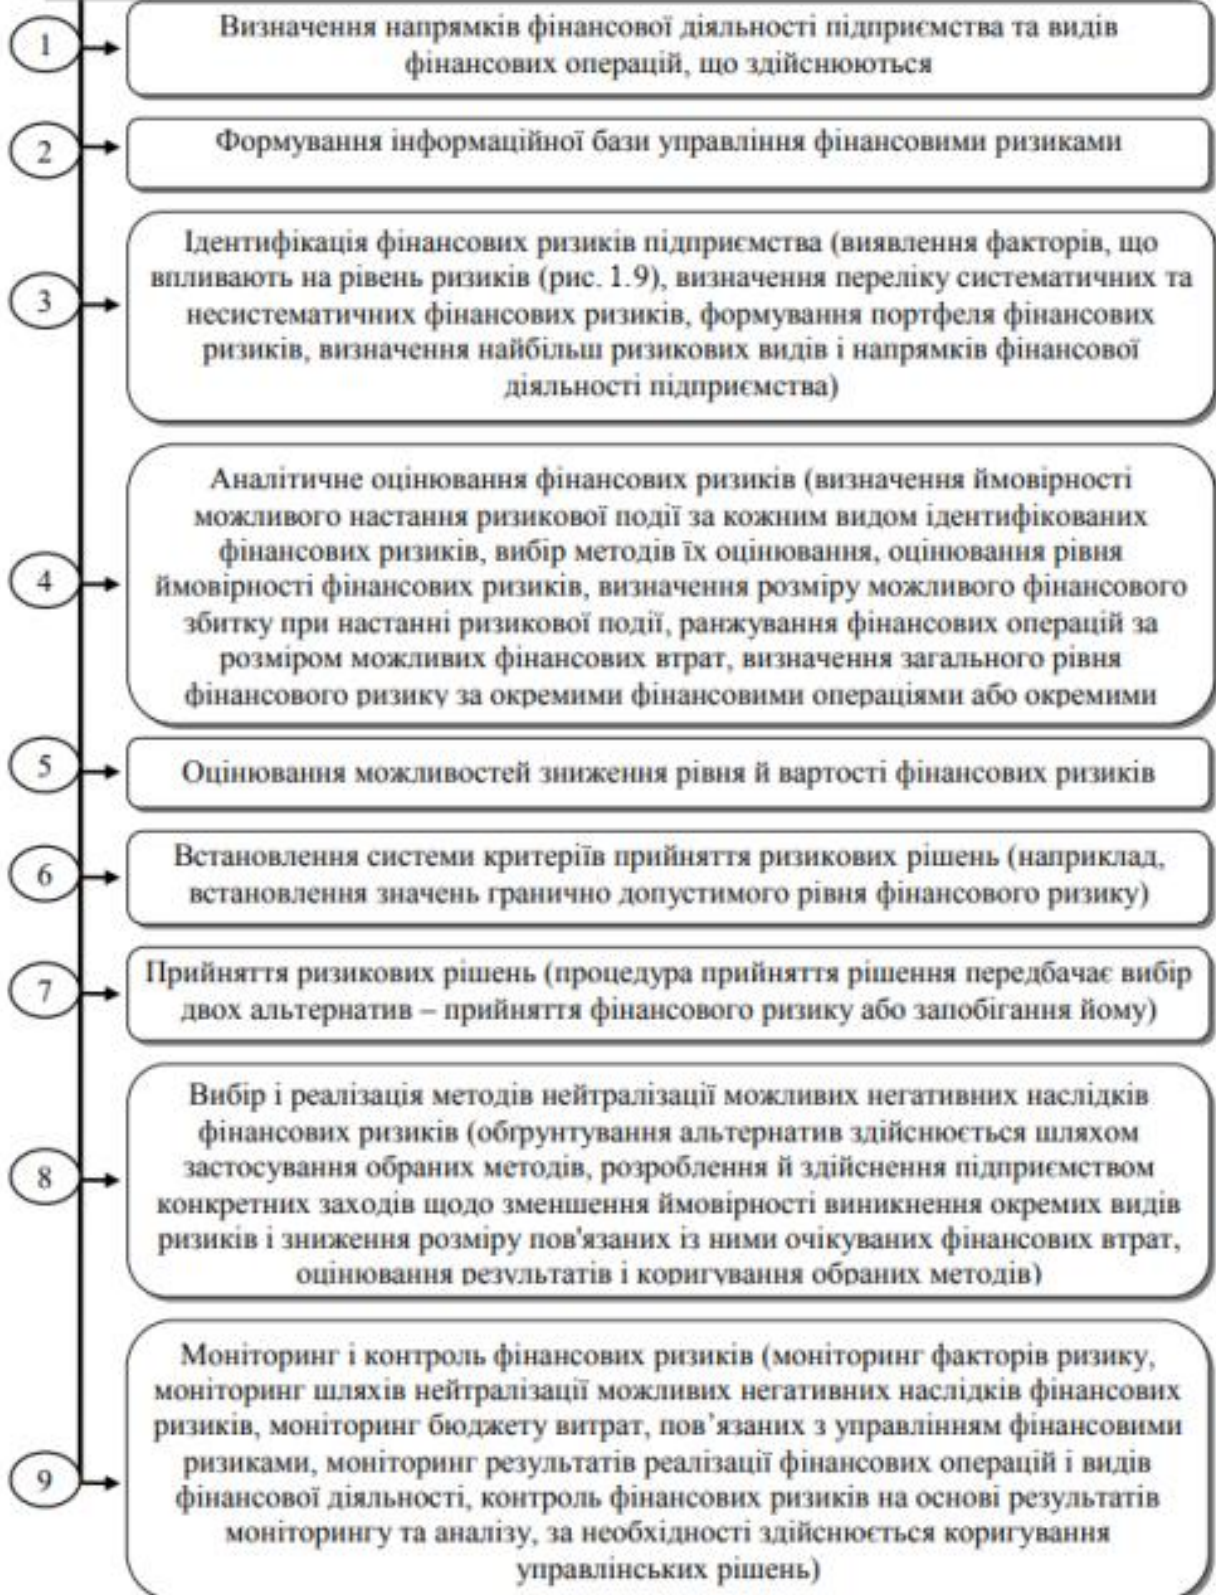 1
Визначення напрямків фінансової діяльності підприємства та видів
фінансових операцій, що здійснюються
2
Формування інформаційної бази управління фінансовими ризиками
3
Ідентифікація фінансових ризиків підприємства (виявлення факторів, що
впливають на рівень ризиків (рис. 1.9), визначення переліку систематичних та
несистематичних фінансових ризиків, формування портфеля фінансових
ризиків, визначення найбільш ризикових видів і напрямків фінансової
діяльності підприємства)
4
Аналітичне оцінювання фінансових ризиків (визначення ймовірності
можливого настання ризикової події за кожним видом ідентифікованих
фінансових ризиків, вибір методів їх оцінювання, оцінювання рівня
ймовірності фінансових ризиків, визначення розміру можливого фінансового
збитку при настанні ризикової події, ранжування фінансових операцій за
розміром можливих фінансових втрат, визначення загального рівня
фінансового ризику за окремими фінансовими операціями або окремими
5
Оцінювання можливостей зниження рівня й вартості фінансових ризиків
6
Встановлення системи критеріїв прийняття ризикових рішень (наприклад,
встановлення значень гранично допустимого рівня фінансового ризику)
7
Прийняття ризикових рішень (процедура прийняття рішення передбачає вибір
двох альтернатив – прийняття фінансового ризику або запобігання йому)
8
Вибір і реалізація методів нейтралізації можливих негативних наслідків
фінансових ризиків (обґрунтування альтернатив здійснюється шляхом
застосування обраних методів, розроблення й здійснення підприємством
конкретних заходів щодо зменшення ймовірності виникнення окремих видів
ризиків і зниження розміру пов'язаних із ними очікуваних фінансових втрат,
оцінювання результатів і коригування обраних методів)
9
Моніторинг і контроль фінансових ризиків (моніторинг факторів ризику,
моніторинг шляхів нейтралізації можливих негативних наслідків фінансових
ризиків, моніторинг бюджету витрат, пов’язаних з управлінням фінансовими
ризиками, моніторинг результатів реалізації фінансових операцій і видів
фінансової діяльності, контроль фінансових ризиків на основі результатів
моніторингу та аналізу, за необхідності здійснюється коригування
управлінських рішень)